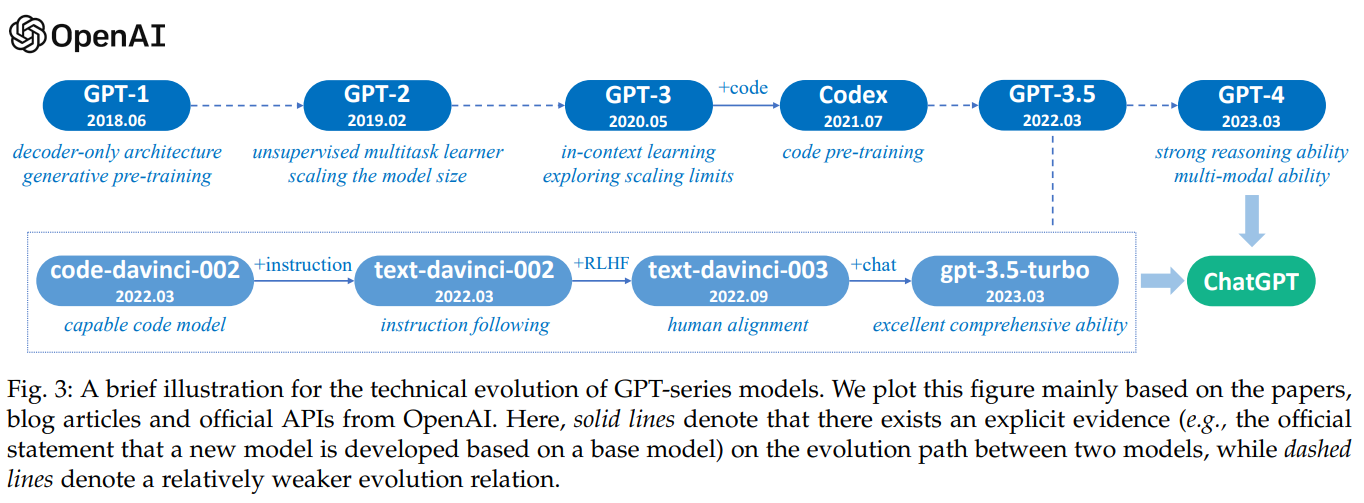 OpenAI
GPT-1
2018.06
GPT-2
2019.02
GPT-3
2020.05
+code
Codex
2021.07
GPT-3.5
2022.03
GPT-4
2023.03
decoder-only architecture
generative pre-training
unsupervised multitask learner
scaling the model size
in-context learning
exploring scaling limits
code pre-training
strong reasoning ability
multi-modal ability
code-davinci-002
2022.03
+instruction
text-davinci-002
2022.03
+RLHF
text-davinci-003
2022.09
+chat
gpt-3.5-turbo
2023.03
ChatGPT
capable code model
instruction following
human alignment
excellent comprehensive ability
Fig. 3: A brief illustration for the technical evolution of GPT-series models. We plot this figure mainly based on the papers,
blog articles and official APIs from OpenAI. Here, solid lines denote that there exists an explicit evidence (e.g., the official
statement that a new model is developed based on a base model) on the evolution path between two models, while dashed
lines denote a relatively weaker evolution relation.